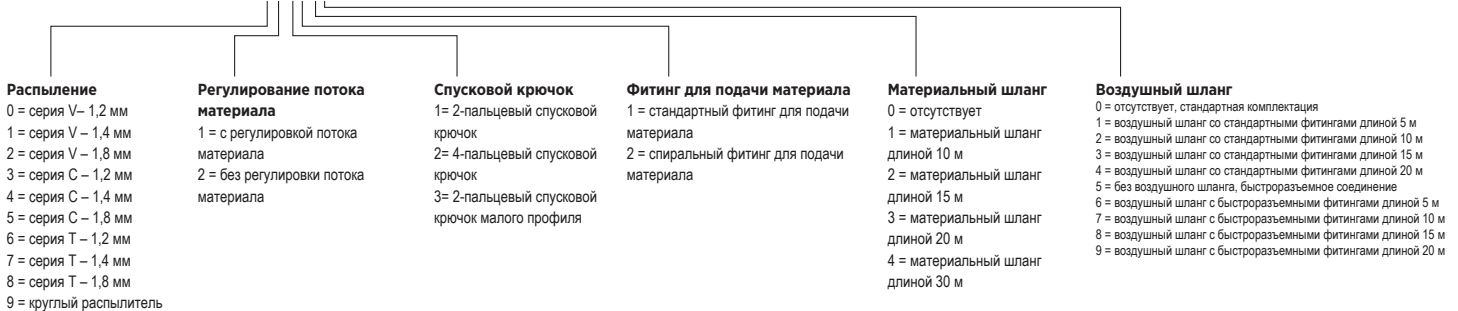 Распыление
0 = серия V– 1,2 мм
1 = серия V – 1,4 мм
2 = серия V – 1,8 мм
3 = серия C – 1,2 мм
4 = серия C – 1,4 мм
5 = серия C – 1,8 мм
6 = серия T – 1,2 мм
7 = серия T – 1,4 мм
8 = серия T – 1,8 мм
9 = круглый распылитель
Регулирование потока
материала
1 = с регулировкой потока
материала
2 = без регулировки потока
материала
Спусковой крючок
1= 2-пальцевый спусковой
крючок
2= 4-пальцевый спусковой
крючок
3= 2-пальцевый спусковой
крючок малого профиля
Фитинг для подачи материала
1 = стандартный фитинг для подачи
материала
2 = спиральный фитинг для подачи
материала
Материальный шланг
0 = отсутствует
1 = материальный шланг
длиной 10 м
2 = материальный шланг
длиной 15 м
3 = материальный шланг
длиной 20 м
4 = материальный шланг
длиной 30 м
Воздушный шланг
0 = отсутствует, стандартная комплектация
1 = воздушный шланг со стандартными фитингами длиной 5 м
2 = воздушный шланг со стандартными фитингами длиной 10 м
3 = воздушный шланг со стандартными фитингами длиной 15 м
4 = воздушный шланг со стандартными фитингами длиной 20 м
5 = без воздушного шланга, быстроразъемное соединение
6 = воздушный шланг с быстроразъемными фитингами длиной 5 м
7 = воздушный шланг с быстроразъемными фитингами длиной 10 м
8 = воздушный шланг с быстроразъемными фитингами длиной 15 м
9 = воздушный шланг с быстроразъемными фитингами длиной 20 м